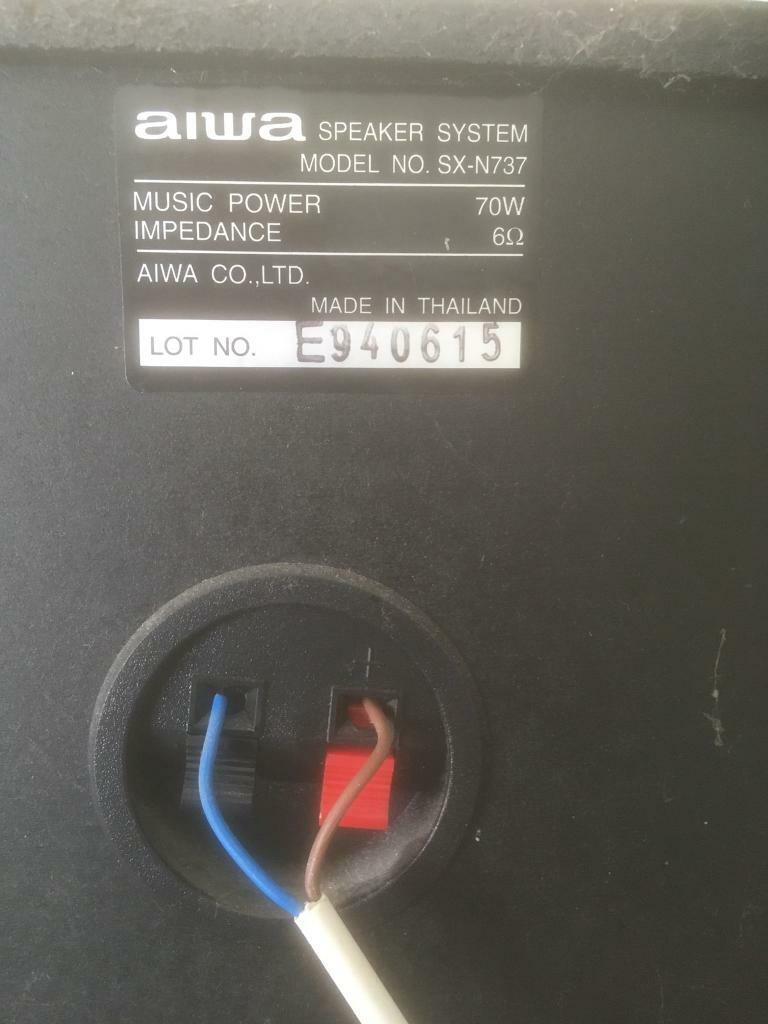 aiwa SPEAKER SYSTEM
MODEL NO. SX-N737
MUSIC POWER 70W
IMPEDANCE 6Ω
AIWA CO.,LTD.
MADE IN THAILAND
LOT NO. E940615
+